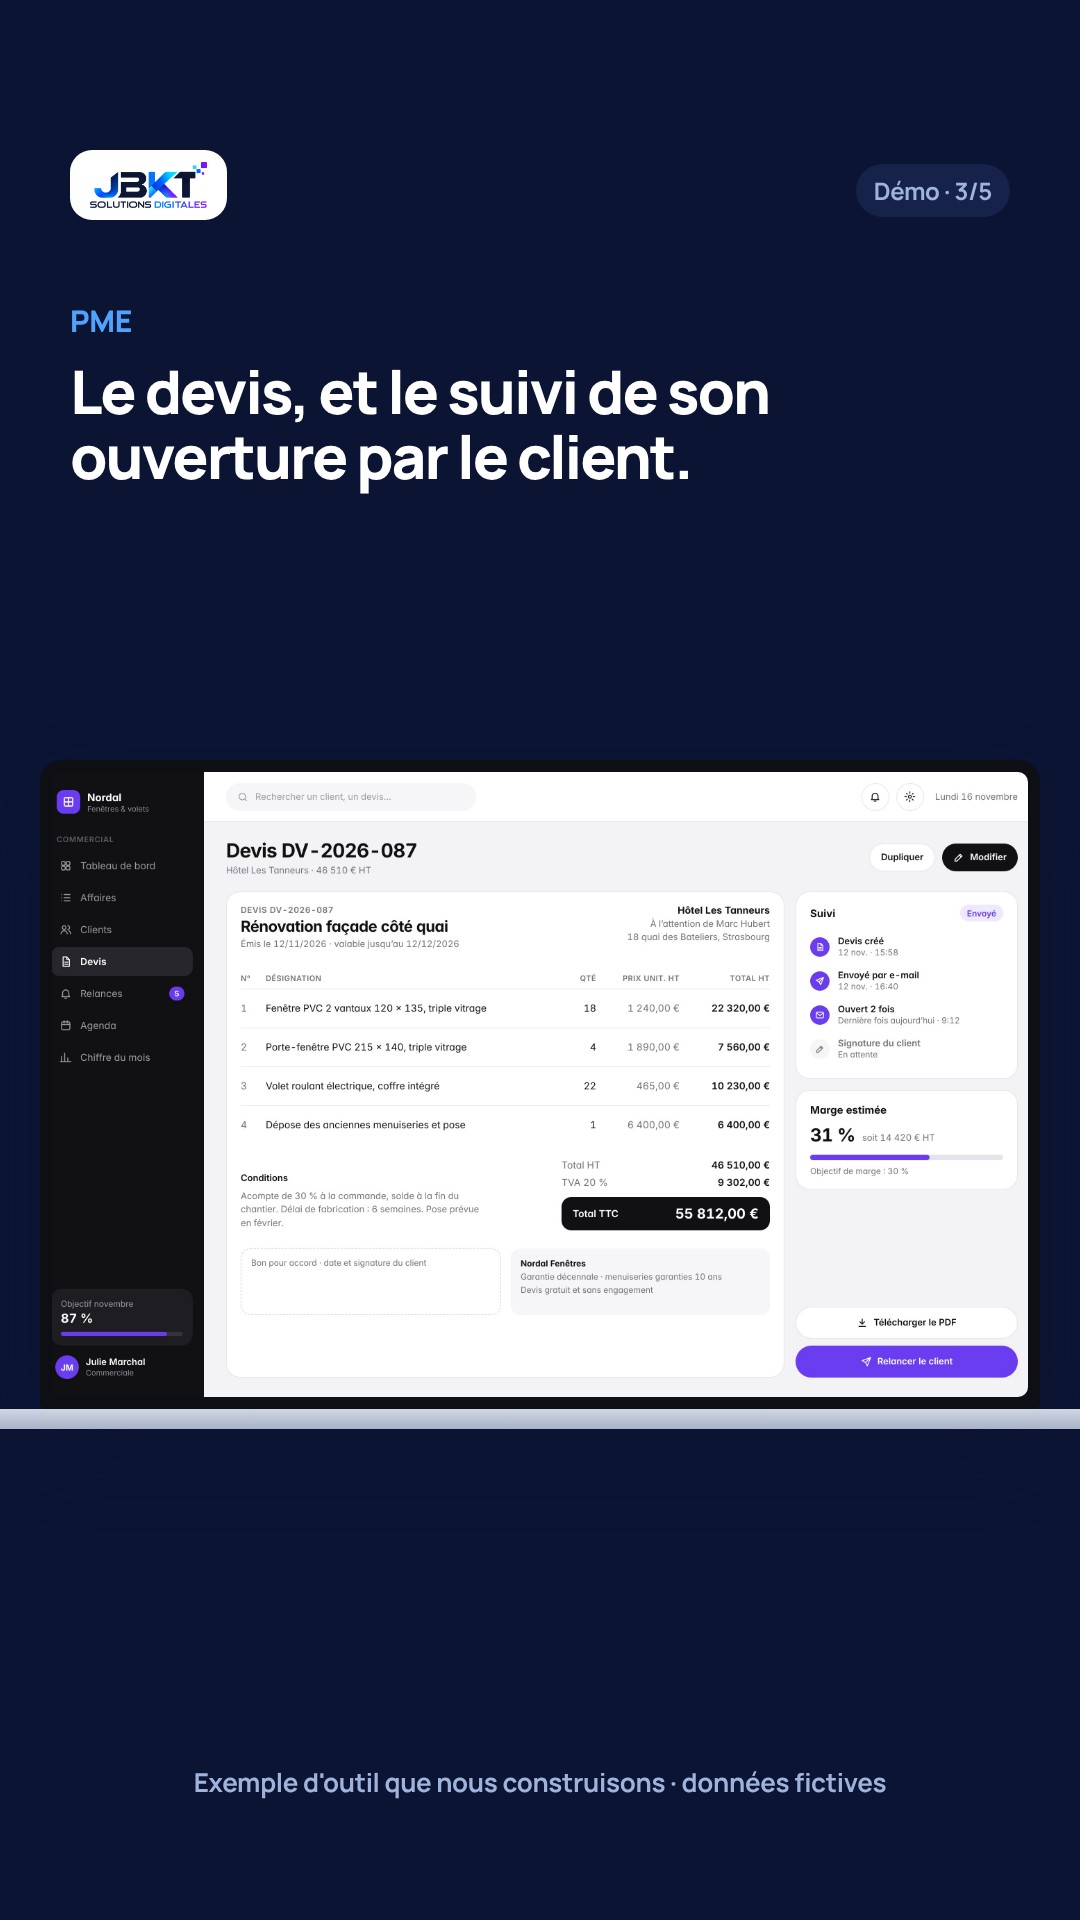 JBKT
SOLUTIONS DIGITALES
Démo · 3/5
PME
Le devis, et le suivi de son
ouverture par le client.
Nordal
Fenêtres & volets
COMMERCIAL
Tableau de bord
Affaires
Clients
Devis
Relances 5
Agenda
Chiffre du mois
Objectif novembre
87 %
JM
Julie Marchal
Commerciale
Rechercher un client, un devis...
Lundi 16 novembre
Devis DV-2026-087
Hôtel Les Tanneurs · 46 510 € HT
Dupliquer
Modifier
DEVIS DV-2026-087
Rénovation façade côté quai
Émis le 12/11/2026 · valable jusqu'au 12/12/2026
Hôtel Les Tanneurs
À l'attention de Marc Hubert
18 quai des Bateliers, Strasbourg
N° DÉSIGNATION QTÉ PRIX UNIT. HT TOTAL HT
1 Fenêtre PVC 2 vantaux 120 × 135, triple vitrage 18 1 240,00 € 22 320,00 €
2 Porte-fenêtre PVC 215 × 140, triple vitrage 4 1 890,00 € 7 560,00 €
3 Volet roulant électrique, coffre intégré 22 465,00 € 10 230,00 €
4 Dépose des anciennes menuiseries et pose 1 6 400,00 € 6 400,00 €
Conditions
Acompte de 30 % à la commande, solde à la fin du
chantier. Délai de fabrication : 6 semaines. Pose prévue
en février.
Total HT 46 510,00 €
TVA 20 % 9 302,00 €
Total TTC 55 812,00 €
Bon pour accord · date et signature du client
Nordal Fenêtres
Garantie décennale · menuiseries garanties 10 ans
Devis gratuit et sans engagement
Suivi
Envoyé
Devis créé
12 nov. · 15:58
Envoyé par e-mail
12 nov. · 16:40
Ouvert 2 fois
Dernière fois aujourd'hui · 9:12
Signature du client
En attente
Marge estimée
31 % soit 14 420 € HT
Objectif de marge : 30 %
Télécharger le PDF
Relancer le client
Exemple d'outil que nous construisons · données fictives